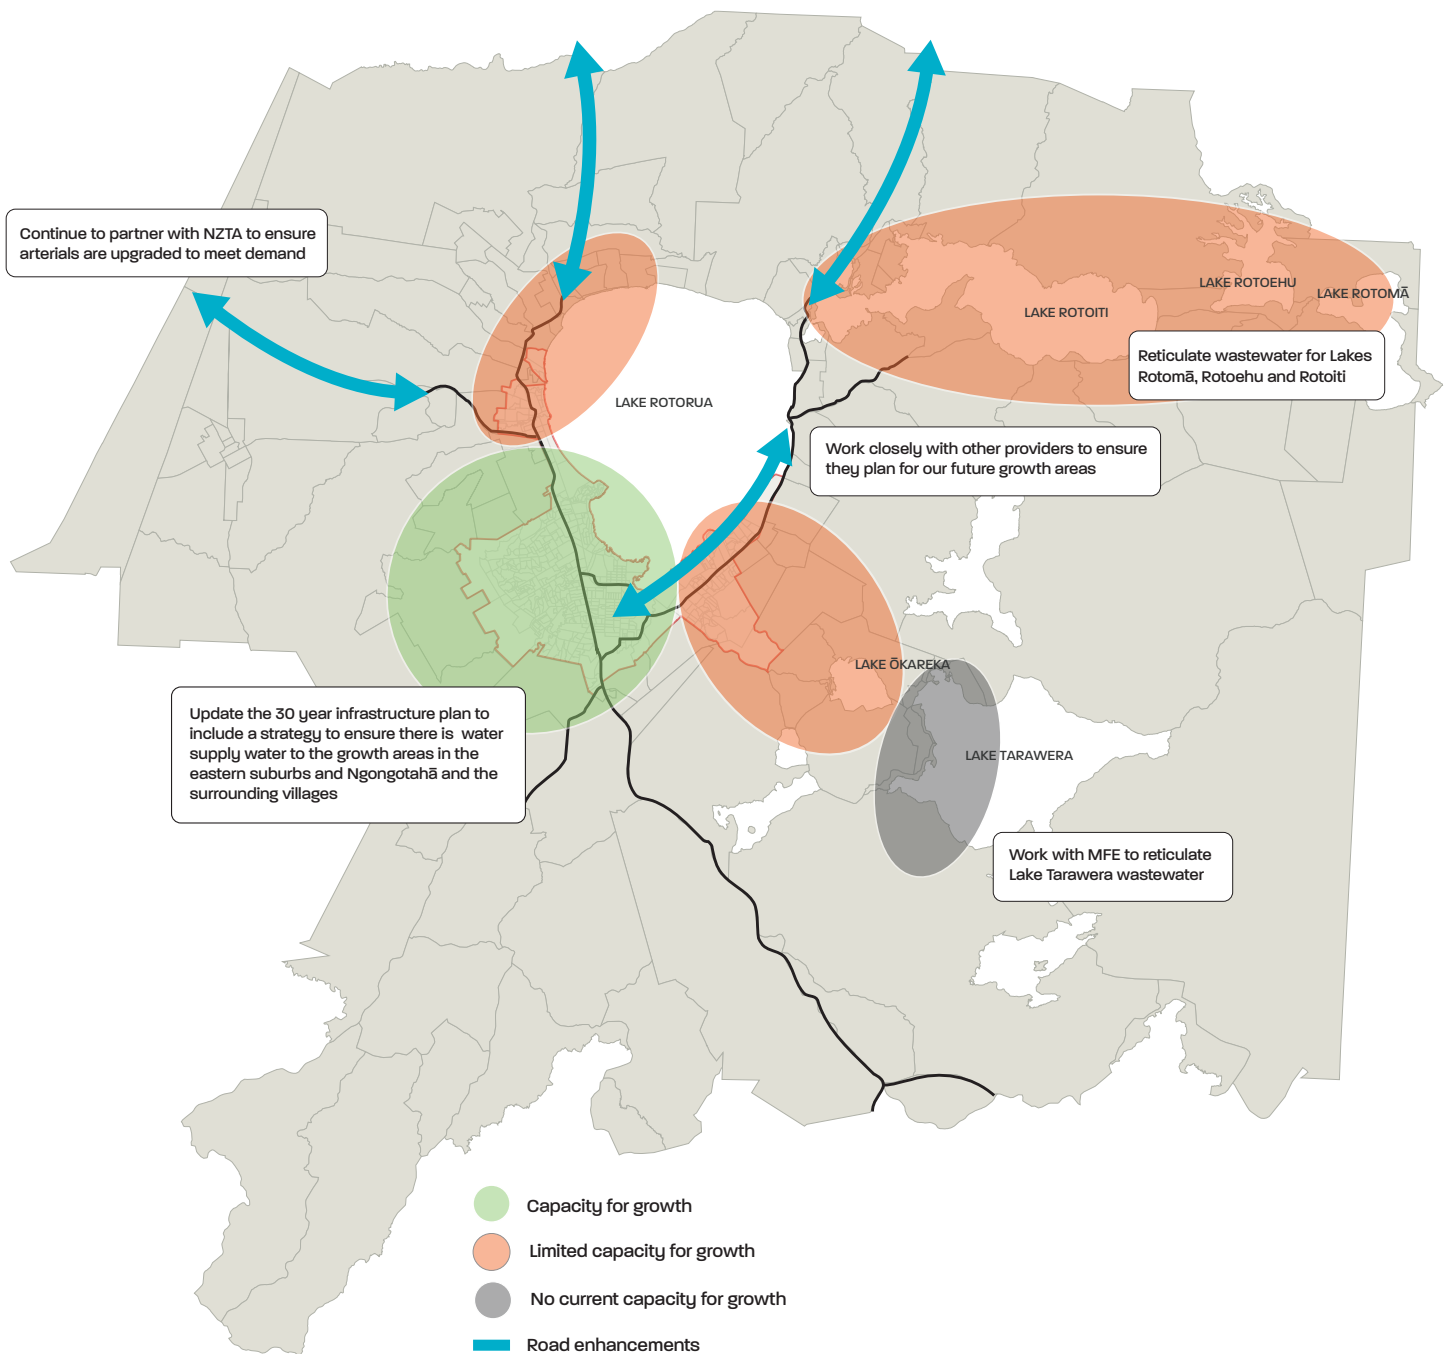 Continue to partner with NZTA to ensure
arterials are upgraded to meet demand
LAKE ROTOEHU
LAKE ROTOMĀ
LAKE ROTOITI
Reticulate wastewater for Lakes
Rotomā, Rotoehu and Rotoiti
LAKE ROTORUA
Work closely with other providers to ensure
they plan for our future growth areas
LAKE ŌKAREKA
Update the 30 year infrastructure plan to
include a strategy to ensure there is water
supply water to the growth areas in the
eastern suburbs and Ngongotahā and the
surrounding villages
LAKE TARAWERA
Work with MFE to reticulate
Lake Tarawera wastewater
Capacity for growth
Limited capacity for growth
No current capacity for growth
Road enhancements